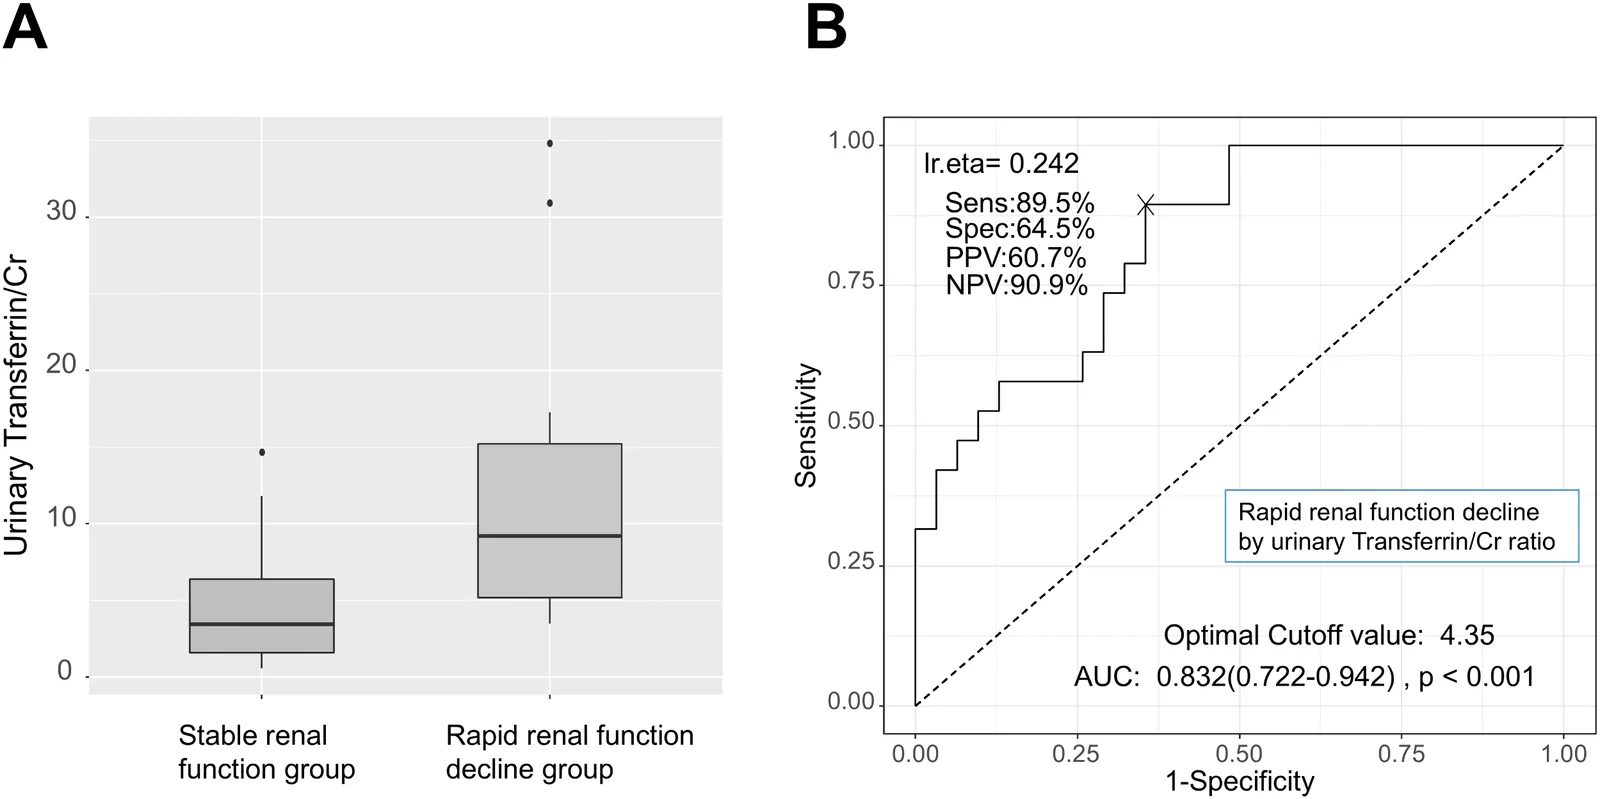 A
Urinary Transferrin/Cr
30
20
10
0
Stable renal
function group
Rapid renal function
decline group
B
Sensitivity
1.00
0.75
0.50
0.25
0.00
lr.eta= 0.242
Sens:89.5%
Spec:64.5%
PPV:60.7%
NPV:90.9%
Rapid renal function decline
by urinary Transferrin/Cr ratio
Optimal Cutoff value: 4.35
AUC: 0.832(0.722-0.942) , p < 0.001
0.00 0.25 0.50 0.75 1.00
1-Specificity